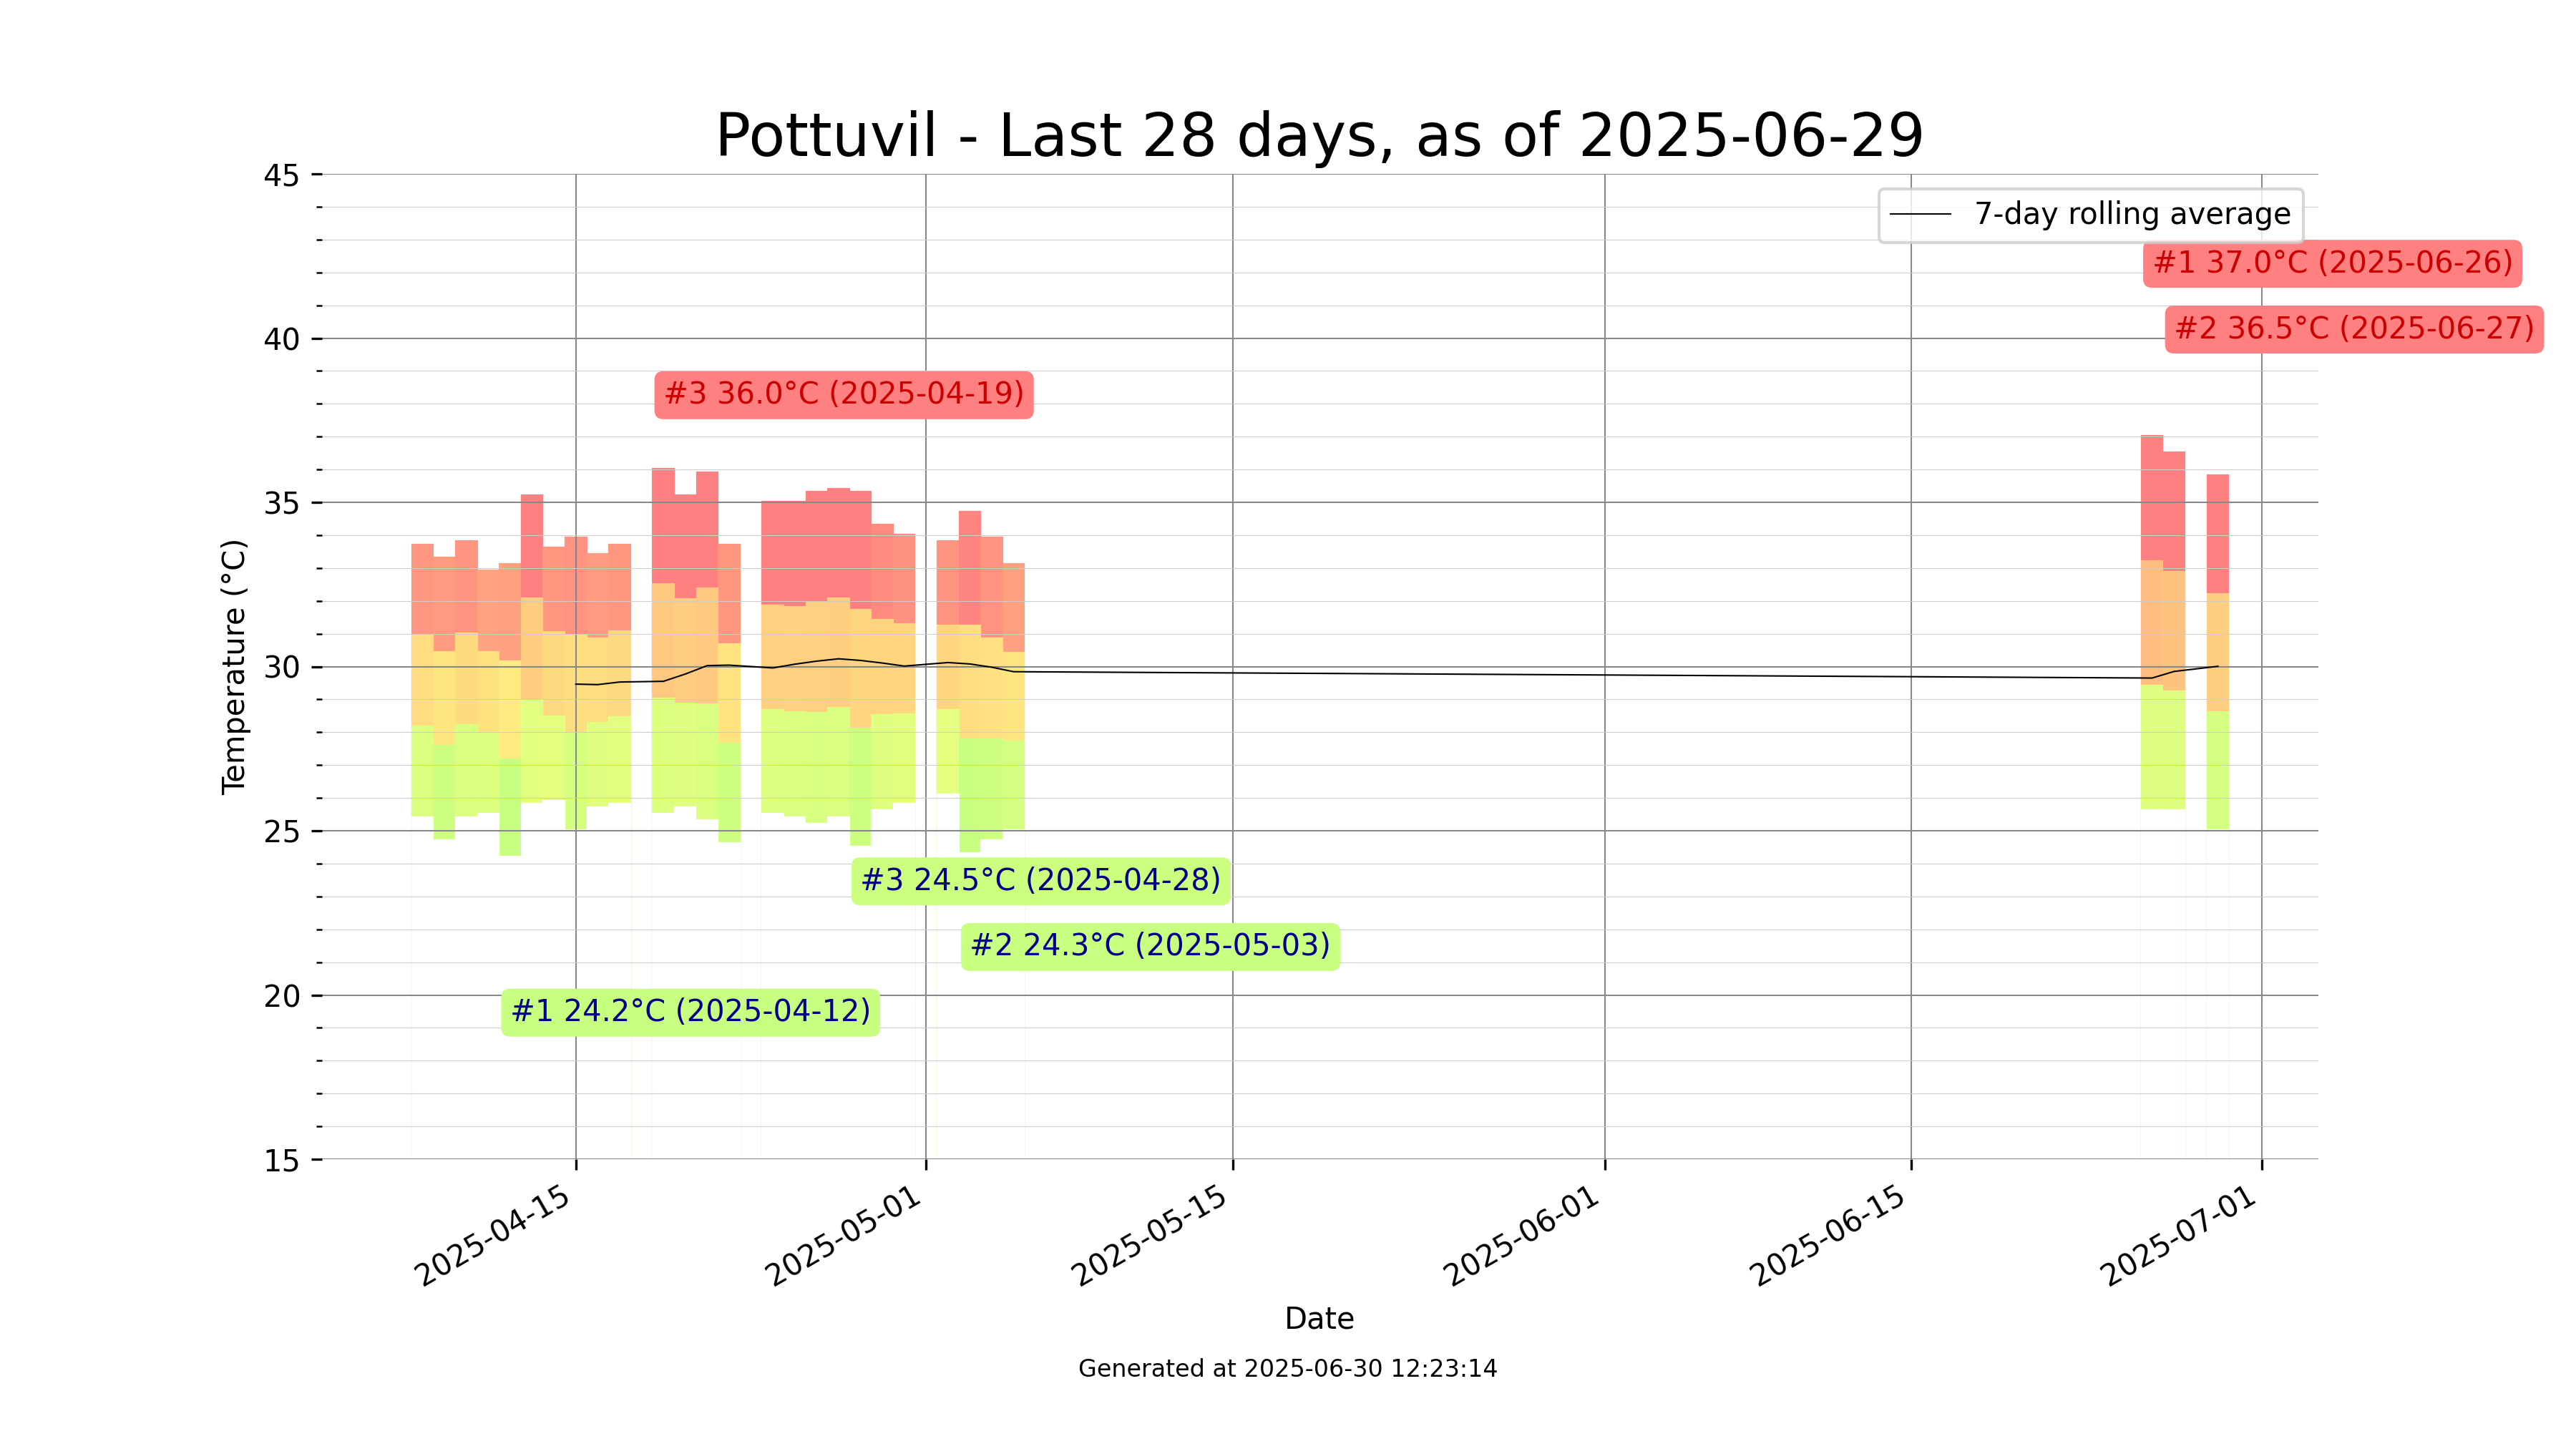 Pottuvil - Last 28 days, as of 2025-06-29
7-day rolling average
#1 37.0°C (2025-06-26)
#2 36.5°C (2025-06-27)
#3 36.0°C (2025-04-19)
#3 24.5°C (2025-04-28)
#2 24.3°C (2025-05-03)
#1 24.2°C (2025-04-12)
Temperature (°C)
45
40
35
30
25
20
15
2025-04-15
2025-05-01
2025-05-15
2025-06-01
2025-06-15
2025-07-01
Date
Generated at 2025-06-30 12:23:14